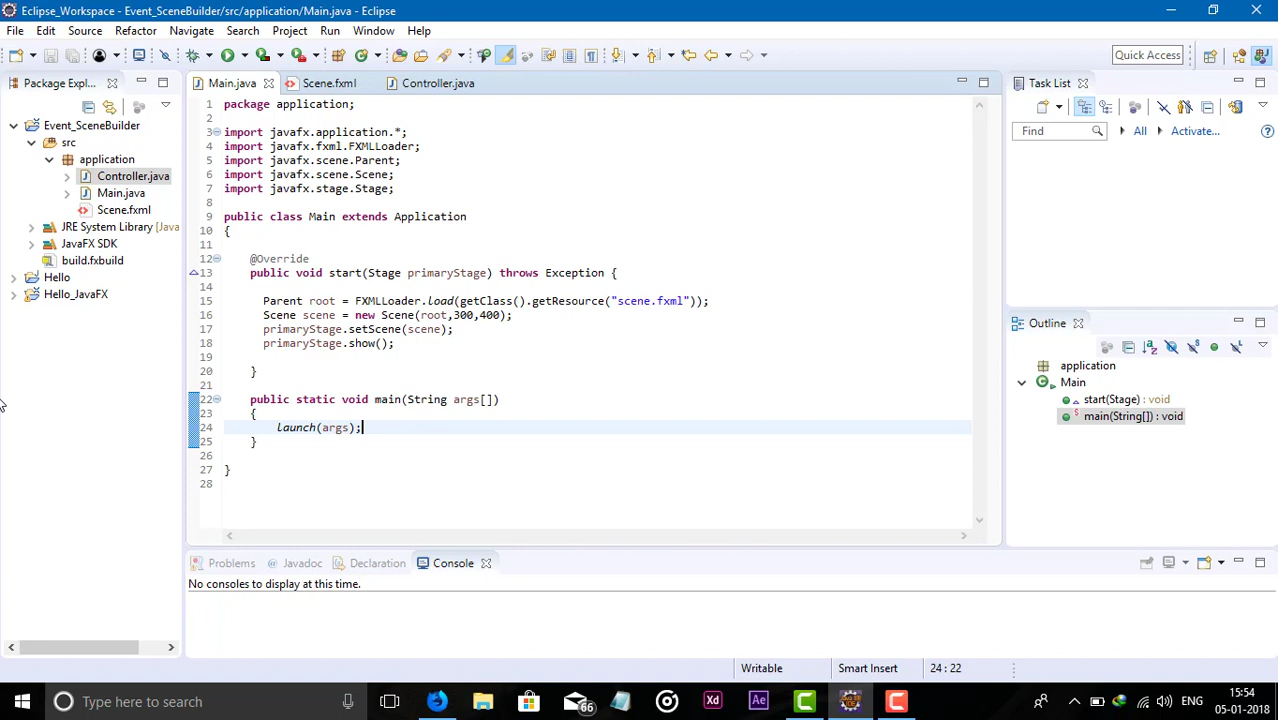 Eclipse_Workspace - Event_SceneBuilder/src/application/Main.java - Eclipse
File Edit Source Refactor Navigate Search Project Run Window Help
Quick Access
Package Expl...
Event_SceneBuilder
src
application
Controller.java
Main.java
Scene.fxml
JRE System Library [Java
JavaFX SDK
build.fxbuild
Hello
Hello_JavaFX
Main.java Scene.fxml Controller.java
1 package application;
2
3 import javafx.application.*;
4 import javafx.fxml.FXMLLoader;
5 import javafx.scene.Parent;
6 import javafx.scene.Scene;
7 import javafx.stage.Stage;
8
9 public class Main extends Application
10 {
11
12 @Override
13 public void start(Stage primaryStage) throws Exception {
14
15 Parent root = FXMLLoader.load(getClass().getResource("scene.fxml"));
16 Scene scene = new Scene(root,300,400);
17 primaryStage.setScene(scene);
18 primaryStage.show();
19
20 }
21
22 public static void main(String args[])
23 {
24 launch(args);
25 }
26
27 }
28
Task List
Find All Activate...
Outline
application
Main
start(Stage) : void
main(String[]) : void
Problems Javadoc Declaration Console
No consoles to display at this time.
Writable Smart Insert 24 : 22
Type here to search
66
Xd
Ae
ENG
15:54
05-01-2018